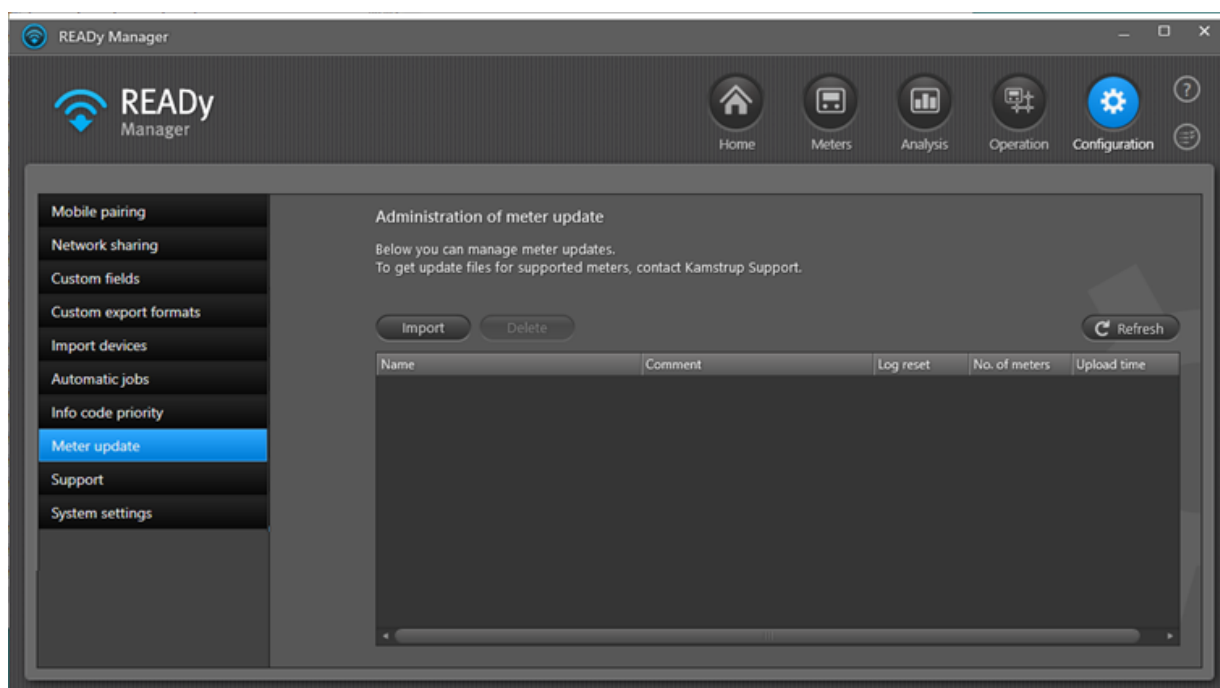 READy Manager
READy
Manager
Home
Meters
Analysis
Operation
Configuration
?
Mobile pairing
Network sharing
Custom fields
Custom export formats
Import devices
Automatic jobs
Info code priority
Meter update
Support
System settings
Administration of meter update
Below you can manage meter updates.
To get update files for supported meters, contact Kamstrup Support.
Import
Delete
Refresh
Name
Comment
Log reset
No. of meters
Upload time